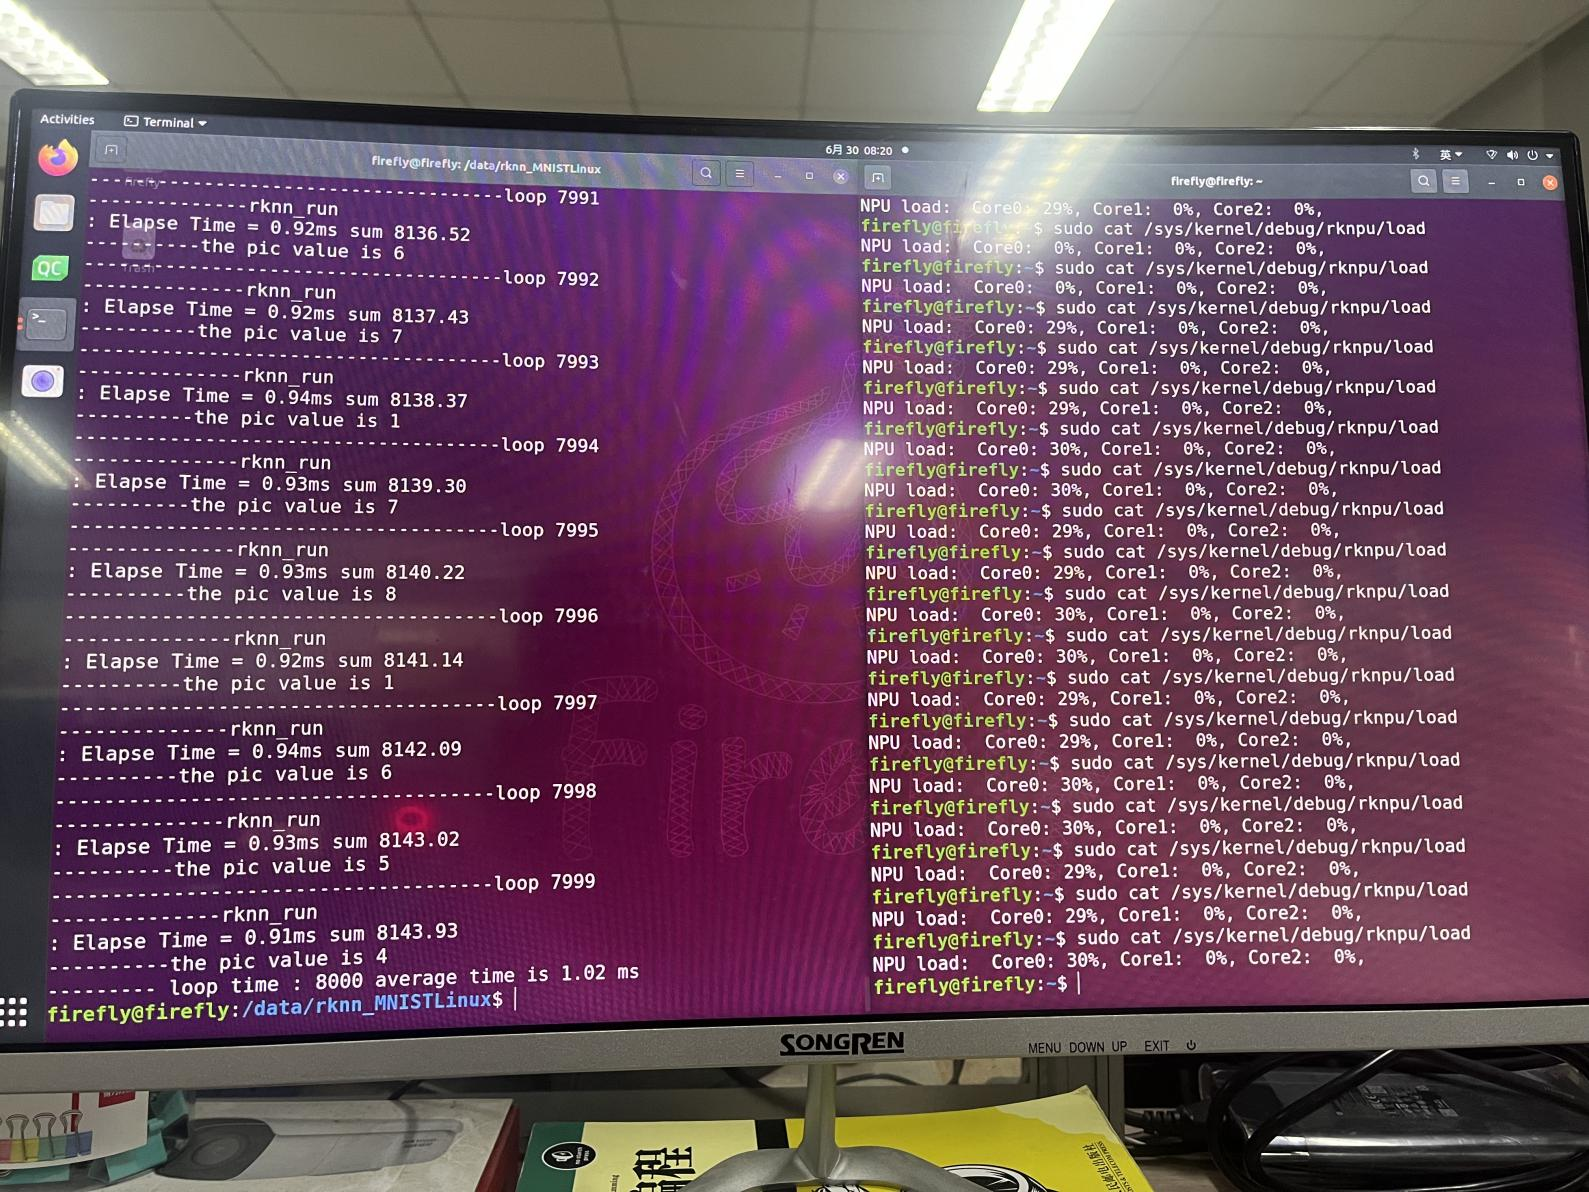 Activities
Terminal
6月 30 08:20
英
firefly@firefly: /data/rknn_MNISTLinux
firefly
Trash
QC
-----------------------------------loop 7991
--------------rknn_run
: Elapse Time = 0.92ms sum 8136.52
----------the pic value is 6
-----------------------------------loop 7992
--------------rknn_run
: Elapse Time = 0.92ms sum 8137.43
----------the pic value is 7
-----------------------------------loop 7993
--------------rknn_run
: Elapse Time = 0.94ms sum 8138.37
----------the pic value is 1
-----------------------------------loop 7994
--------------rknn_run
: Elapse Time = 0.93ms sum 8139.30
----------the pic value is 7
-----------------------------------loop 7995
--------------rknn_run
: Elapse Time = 0.93ms sum 8140.22
----------the pic value is 8
-----------------------------------loop 7996
--------------rknn_run
: Elapse Time = 0.92ms sum 8141.14
----------the pic value is 1
-----------------------------------loop 7997
--------------rknn_run
: Elapse Time = 0.94ms sum 8142.09
----------the pic value is 6
-----------------------------------loop 7998
--------------rknn_run
: Elapse Time = 0.93ms sum 8143.02
----------the pic value is 5
-----------------------------------loop 7999
--------------rknn_run
: Elapse Time = 0.91ms sum 8143.93
----------the pic value is 4
--------- loop time : 8000 average time is 1.02 ms
firefly@firefly:/data/rknn_MNISTLinux$
firefly@firefly: ~
NPU load:  Core0: 29%, Core1:  0%, Core2:  0%,
firefly@firefly:~$ sudo cat /sys/kernel/debug/rknpu/load
NPU load:  Core0:  0%, Core1:  0%, Core2:  0%,
firefly@firefly:~$ sudo cat /sys/kernel/debug/rknpu/load
NPU load:  Core0:  0%, Core1:  0%, Core2:  0%,
firefly@firefly:~$ sudo cat /sys/kernel/debug/rknpu/load
NPU load:  Core0: 29%, Core1:  0%, Core2:  0%,
firefly@firefly:~$ sudo cat /sys/kernel/debug/rknpu/load
NPU load:  Core0: 29%, Core1:  0%, Core2:  0%,
firefly@firefly:~$ sudo cat /sys/kernel/debug/rknpu/load
NPU load:  Core0: 29%, Core1:  0%, Core2:  0%,
firefly@firefly:~$ sudo cat /sys/kernel/debug/rknpu/load
NPU load:  Core0: 30%, Core1:  0%, Core2:  0%,
firefly@firefly:~$ sudo cat /sys/kernel/debug/rknpu/load
NPU load:  Core0: 30%, Core1:  0%, Core2:  0%,
firefly@firefly:~$ sudo cat /sys/kernel/debug/rknpu/load
NPU load:  Core0: 29%, Core1:  0%, Core2:  0%,
firefly@firefly:~$ sudo cat /sys/kernel/debug/rknpu/load
NPU load:  Core0: 29%, Core1:  0%, Core2:  0%,
firefly@firefly:~$ sudo cat /sys/kernel/debug/rknpu/load
NPU load:  Core0: 30%, Core1:  0%, Core2:  0%,
firefly@firefly:~$ sudo cat /sys/kernel/debug/rknpu/load
NPU load:  Core0: 30%, Core1:  0%, Core2:  0%,
firefly@firefly:~$ sudo cat /sys/kernel/debug/rknpu/load
NPU load:  Core0: 29%, Core1:  0%, Core2:  0%,
firefly@firefly:~$ sudo cat /sys/kernel/debug/rknpu/load
NPU load:  Core0: 29%, Core1:  0%, Core2:  0%,
firefly@firefly:~$ sudo cat /sys/kernel/debug/rknpu/load
NPU load:  Core0: 30%, Core1:  0%, Core2:  0%,
firefly@firefly:~$ sudo cat /sys/kernel/debug/rknpu/load
NPU load:  Core0: 30%, Core1:  0%, Core2:  0%,
firefly@firefly:~$ sudo cat /sys/kernel/debug/rknpu/load
NPU load:  Core0: 29%, Core1:  0%, Core2:  0%,
firefly@firefly:~$ sudo cat /sys/kernel/debug/rknpu/load
NPU load:  Core0: 29%, Core1:  0%, Core2:  0%,
firefly@firefly:~$ sudo cat /sys/kernel/debug/rknpu/load
NPU load:  Core0: 30%, Core1:  0%, Core2:  0%,
firefly@firefly:~$
SONGREN
MENU DOWN UP EXIT